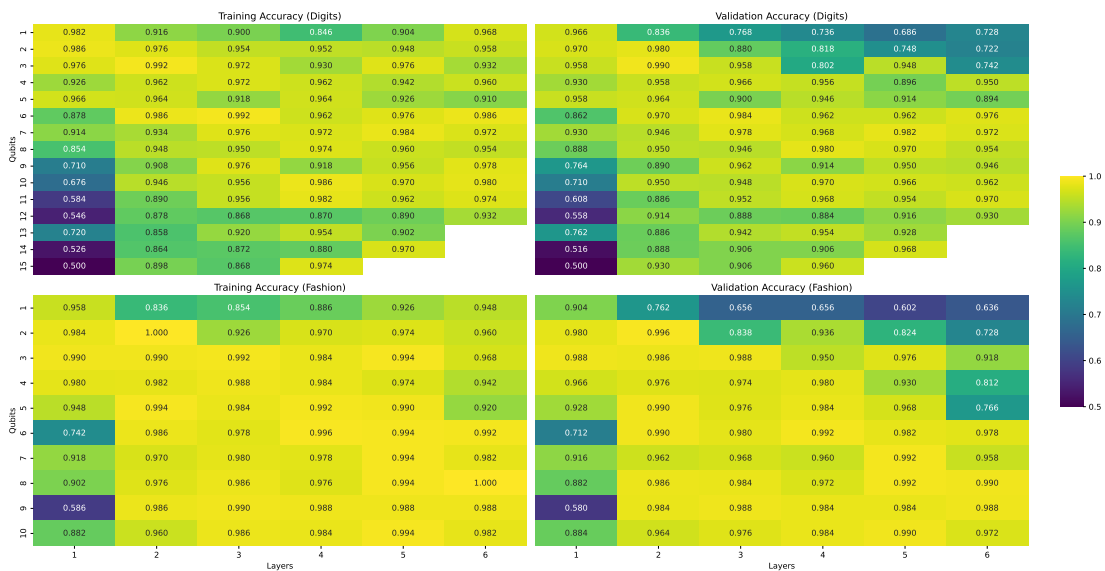 Training Accuracy (Digits) Validation Accuracy (Digits)
1 0.982 0.916 0.900 0.846 0.904 0.968 0.966 0.836 0.768 0.736 0.686 0.728
2 0.986 0.976 0.954 0.952 0.948 0.958 0.970 0.980 0.880 0.818 0.748 0.722
3 0.976 0.992 0.972 0.930 0.976 0.932 0.958 0.990 0.958 0.802 0.948 0.742
4 0.926 0.962 0.972 0.962 0.942 0.960 0.930 0.958 0.966 0.956 0.896 0.950
5 0.966 0.964 0.918 0.964 0.926 0.910 0.958 0.964 0.900 0.946 0.914 0.894
6 0.878 0.986 0.992 0.962 0.976 0.986 0.862 0.970 0.984 0.962 0.962 0.976
7 0.914 0.934 0.976 0.972 0.984 0.972 0.930 0.946 0.978 0.968 0.982 0.972
8 0.854 0.948 0.950 0.974 0.960 0.954 0.888 0.950 0.946 0.980 0.970 0.954
Qubits
9 0.710 0.908 0.976 0.918 0.956 0.978 0.764 0.890 0.962 0.914 0.950 0.946
10 0.676 0.946 0.956 0.986 0.970 0.980 0.710 0.950 0.948 0.970 0.966 0.962
11 0.584 0.890 0.956 0.982 0.962 0.974 0.608 0.886 0.952 0.968 0.954 0.970
12 0.546 0.878 0.868 0.870 0.890 0.932 0.558 0.914 0.888 0.884 0.916 0.930
13 0.720 0.858 0.920 0.954 0.902 0.762 0.886 0.942 0.954 0.928
14 0.526 0.864 0.872 0.880 0.970 0.516 0.888 0.906 0.906 0.968
15 0.500 0.898 0.868 0.974 0.500 0.930 0.906 0.960
Training Accuracy (Fashion) Validation Accuracy (Fashion)
1 0.958 0.836 0.854 0.886 0.926 0.948 0.904 0.762 0.656 0.656 0.602 0.636
2 0.984 1.000 0.926 0.970 0.974 0.960 0.980 0.996 0.838 0.936 0.824 0.728
3 0.990 0.990 0.992 0.984 0.994 0.968 0.988 0.986 0.988 0.950 0.976 0.918
4 0.980 0.982 0.988 0.984 0.974 0.942 0.966 0.976 0.974 0.980 0.930 0.812
5 0.948 0.994 0.984 0.992 0.990 0.920 0.928 0.990 0.976 0.984 0.968 0.766
Qubits
6 0.742 0.986 0.978 0.996 0.994 0.992 0.712 0.990 0.980 0.992 0.982 0.978
7 0.918 0.970 0.980 0.978 0.994 0.982 0.916 0.962 0.968 0.960 0.992 0.958
8 0.902 0.976 0.986 0.976 0.994 1.000 0.882 0.986 0.984 0.972 0.992 0.990
9 0.586 0.986 0.990 0.988 0.988 0.988 0.580 0.984 0.988 0.984 0.984 0.988
10 0.882 0.960 0.986 0.984 0.994 0.982 0.884 0.964 0.976 0.984 0.990 0.972
1 2 3 4 5 6 1 2 3 4 5 6
Layers Layers
1.0
0.9
0.8
0.7
0.6
0.5